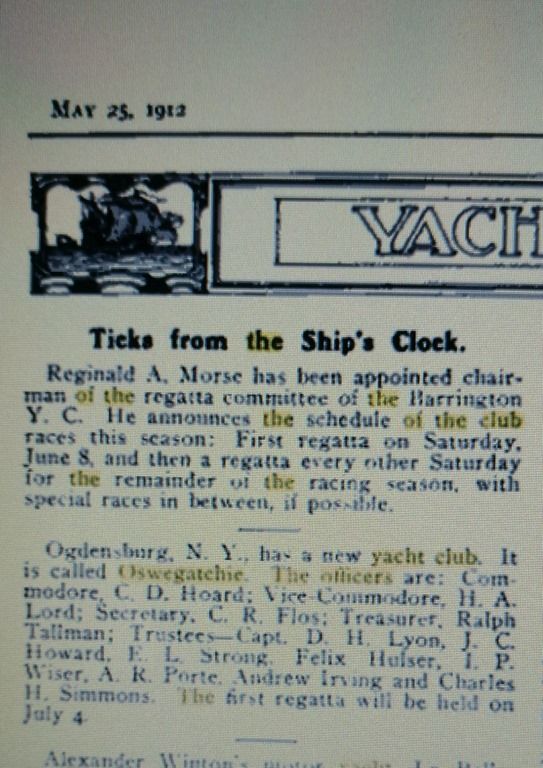 MAY 25, 1912
YACH
Ticks from the Ship's Clock.
Reginald A. Morse has been appointed chair-
man of the regatta committee of the Barrington
Y. C. He announces the schedule of the club
races this season: First regatta on Saturday,
June 8, and then a regatta every other Saturday
for the remainder of the racing season, with
special races in between, if possible.
Ogdensburg, N. Y., has a new yacht club. It
is called Oswegatchie. The officers are: Com-
modore, C. D. Hoard; Vice-Commodore, H. A.
Lord; Secretary, C. R. Flos; Treasurer, Ralph
Tallman; Trustees—Capt. D. H. Lyon, J. C.
Howard, E. L. Strong, Felix Hulser, I. P.
Wiser, A. R. Porte, Andrew Irving and Charles
H. Simmons. The first regatta will be held on
July 4.
Alexander Winton's motor yacht, La